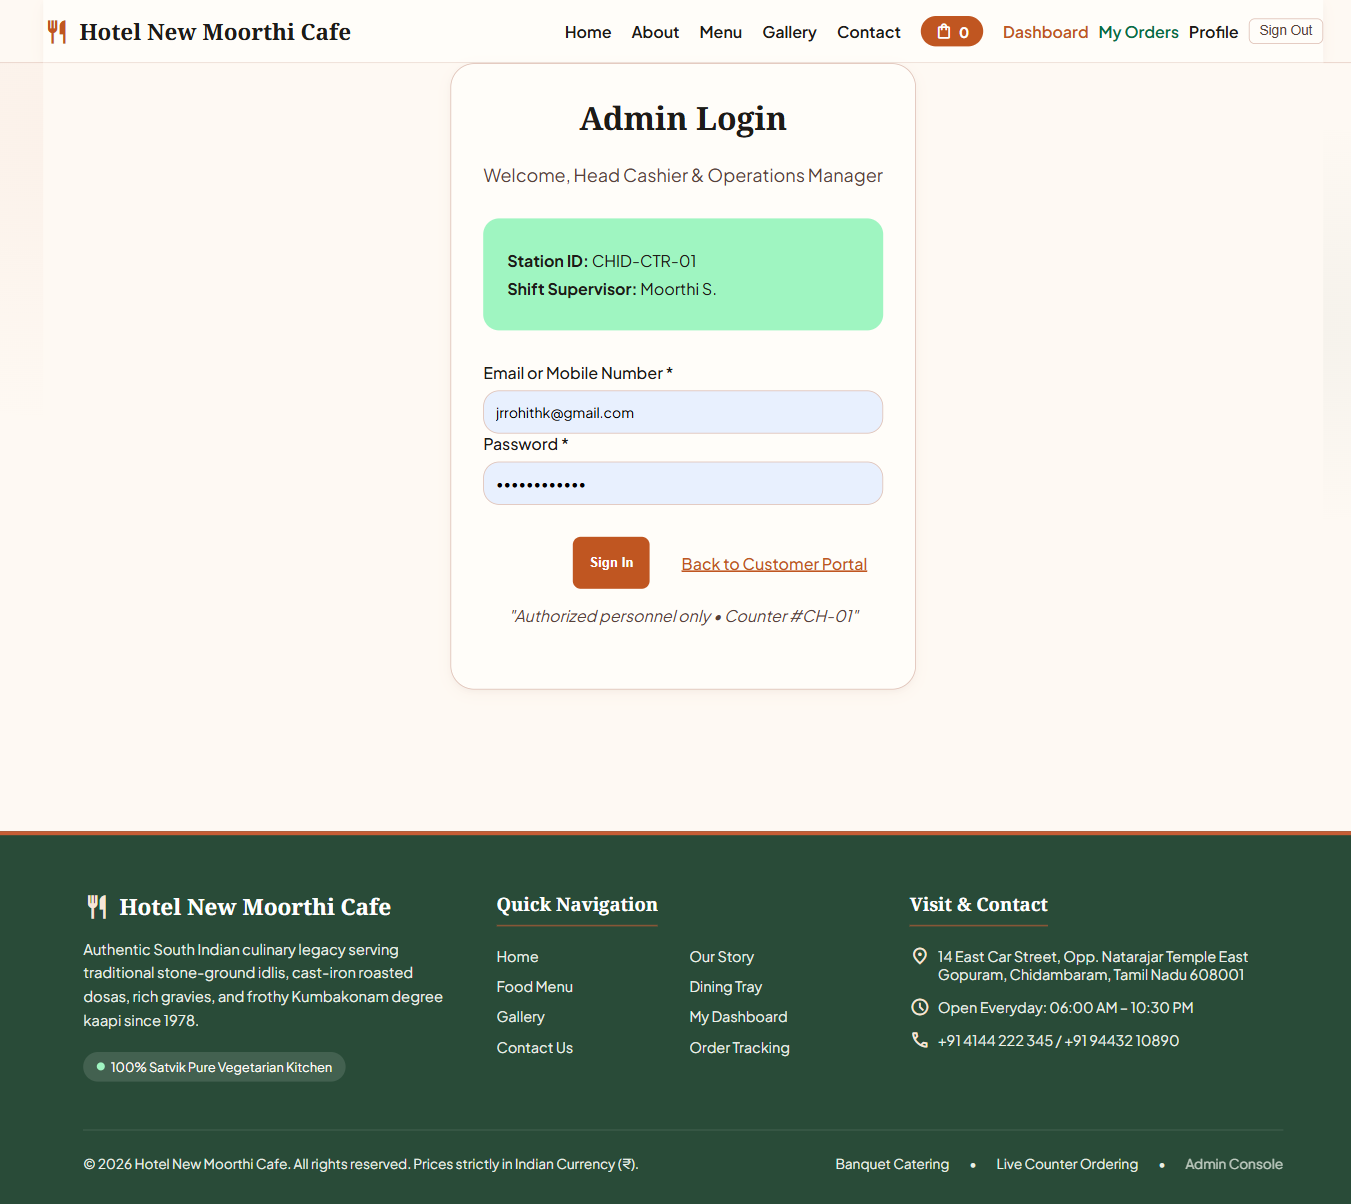 Hotel New Moorthi Cafe
Home About Menu Gallery Contact 0 Dashboard My Orders Profile Sign Out
Admin Login
Welcome, Head Cashier & Operations Manager
Station ID: CHID-CTR-01
Shift Supervisor: Moorthi S.
Email or Mobile Number *
jrrohithk@gmail.com
Password *
••••••••••••
Sign In Back to Customer Portal
"Authorized personnel only • Counter #CH-01"
Hotel New Moorthi Cafe
Authentic South Indian culinary legacy serving
traditional stone-ground idlis, cast-iron roasted
dosas, rich gravies, and frothy Kumbakonam degree
kaapi since 1978.
100% Satvik Pure Vegetarian Kitchen
Quick Navigation
Home Our Story
Food Menu Dining Tray
Gallery My Dashboard
Contact Us Order Tracking
Visit & Contact
14 East Car Street, Opp. Natarajar Temple East
Gopuram, Chidambaram, Tamil Nadu 608001
Open Everyday: 06:00 AM – 10:30 PM
+91 4144 222 345 / +91 94432 10890
© 2026 Hotel New Moorthi Cafe. All rights reserved. Prices strictly in Indian Currency (₹).
Banquet Catering • Live Counter Ordering • Admin Console